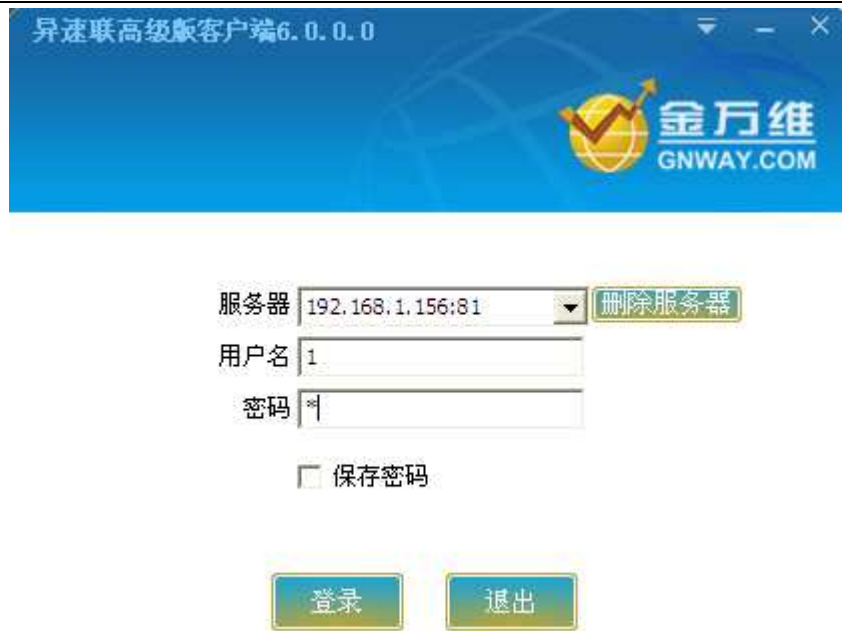 异速联高级版客户端6.0.0.0
金万维
GNWAY.COM
服务器 192.168.1.156:81 删除服务器
用户名 1
密码 *
保存密码
登录 退出